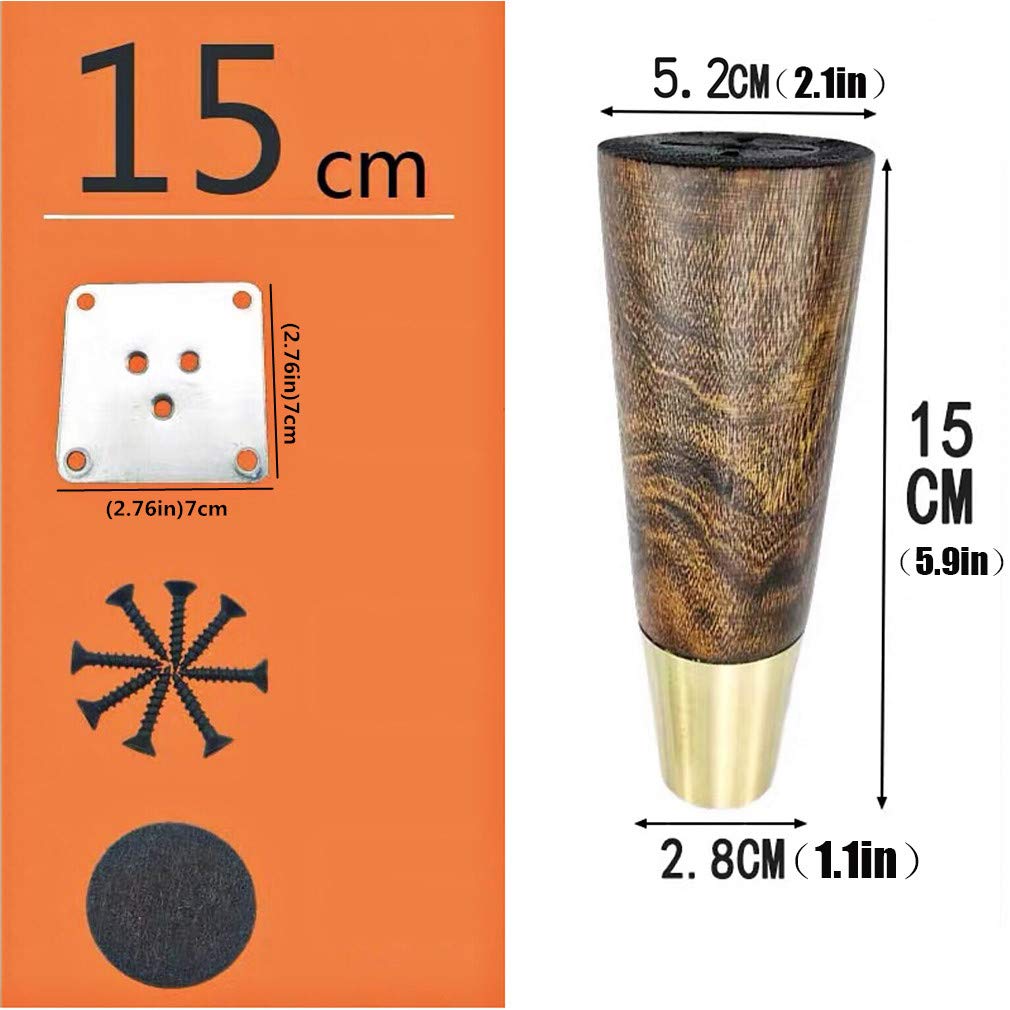 15 cm
(2.76in)7cm
(2.76in)7cm
5.2CM（2.1in）
15
CM
（5.9in）
2.8CM（1.1in）